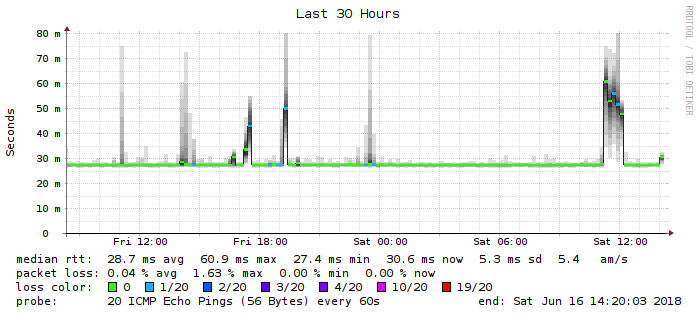 Last 30 Hours
RRDTOOL / TOBI OETIKER
Seconds
80 m
70 m
60 m
50 m
40 m
30 m
20 m
10 m
0
Fri 12:00 Fri 18:00 Sat 00:00 Sat 06:00 Sat 12:00
median rtt: 28.7 ms avg 60.9 ms max 27.4 ms min 30.6 ms now 5.3 ms sd 5.4 am/s
packet loss: 0.04 % avg 1.63 % max 0.00 % min 0.00 % now
loss color: 0 1/20 2/20 3/20 4/20 10/20 19/20
probe: 20 ICMP Echo Pings (56 Bytes) every 60s end: Sat Jun 16 14:20:03 2018